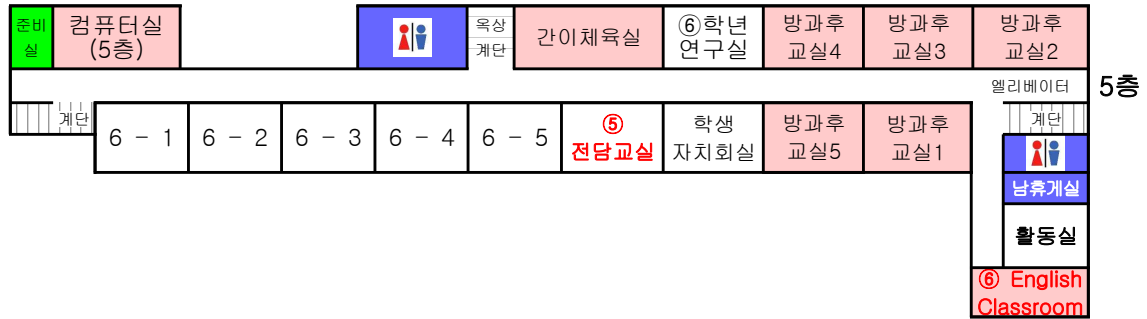 준비
실
컴퓨터실
(5층)
옥상
계단
간이체육실
⑥학년
연구실
방과후
교실4
방과후
교실3
방과후
교실2
엘리베이터
5층
계단
6 - 1
6 - 2
6 - 3
6 - 4
6 - 5
⑤
전담교실
학생
자치회실
방과후
교실5
방과후
교실1
계단
남휴게실
활동실
⑥ English
Classroom